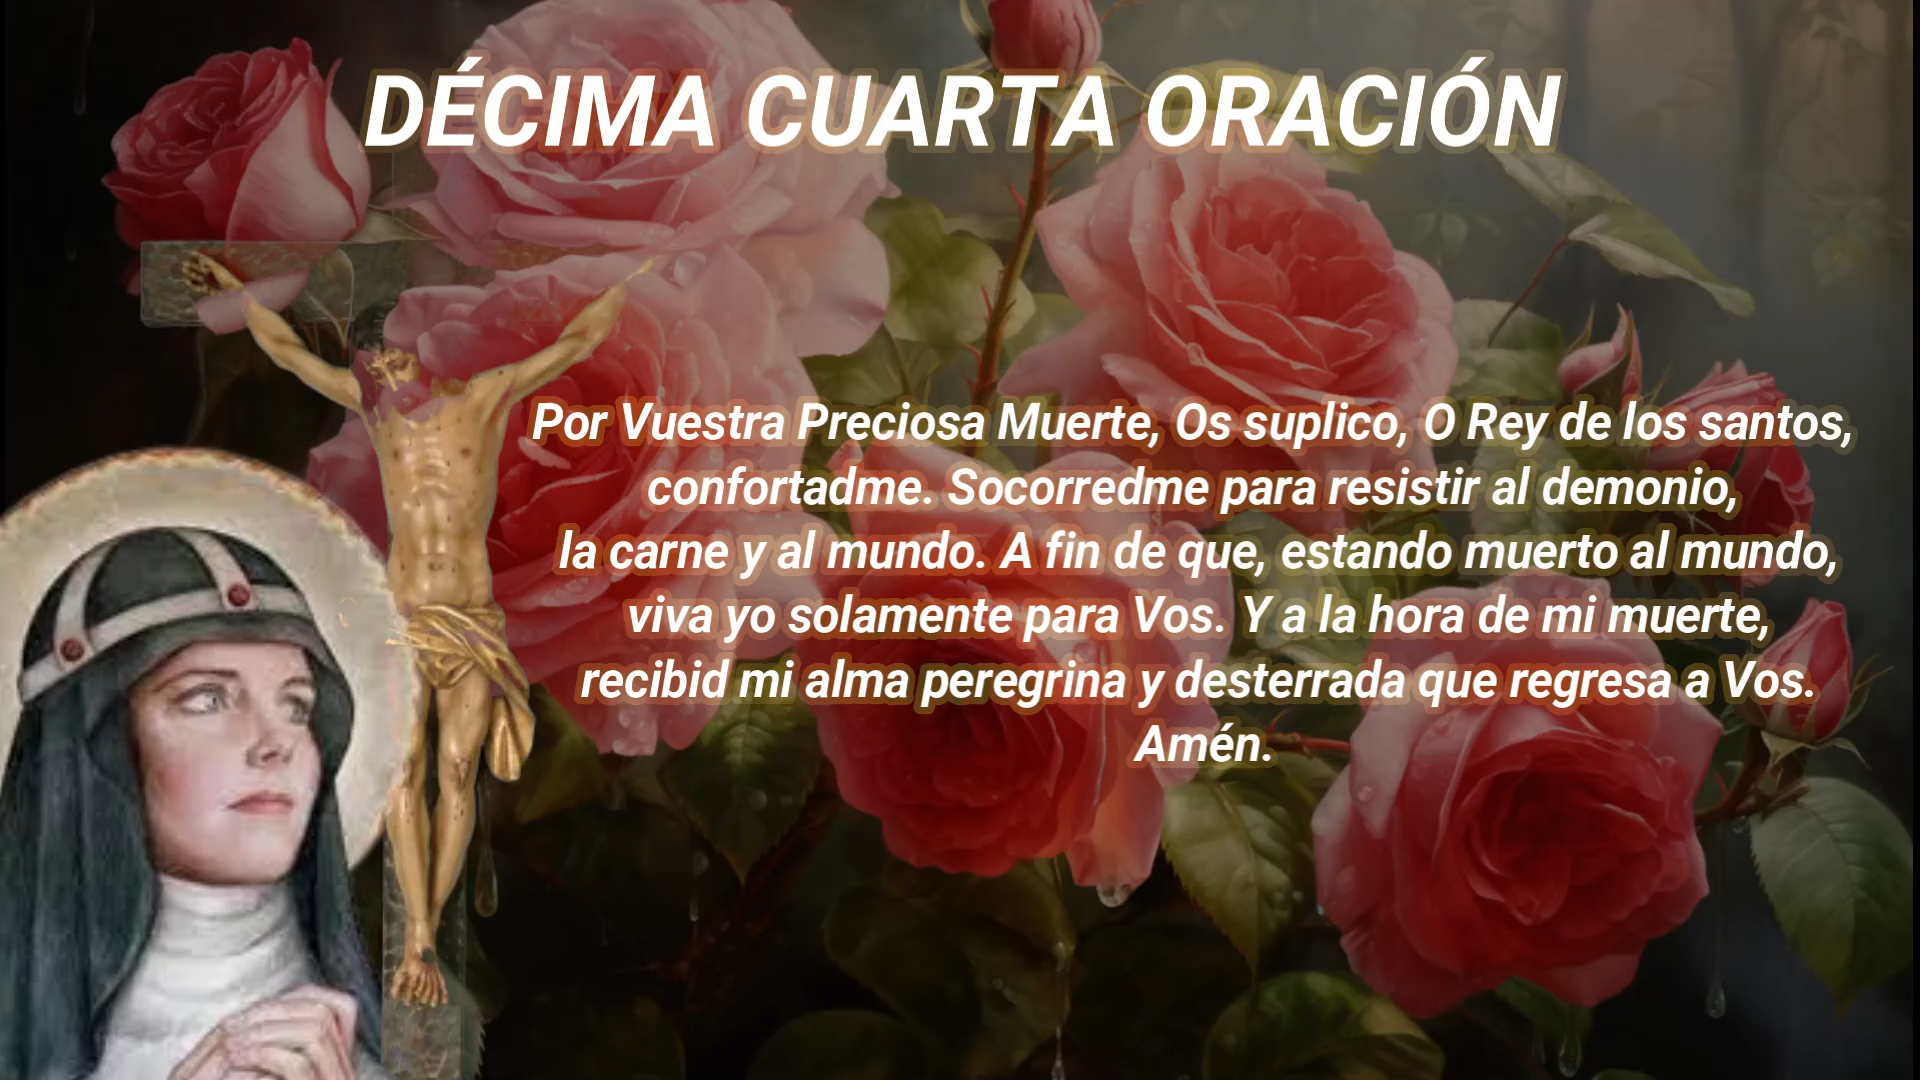 DÉCIMA CUARTA ORACIÓN
Por Vuestra Preciosa Muerte, Os suplico, O Rey de los santos,
confortadme. Socorredme para resistir al demonio,
la carne y al mundo. A fin de que, estando muerto al mundo,
viva yo solamente para Vos. Y a la hora de mi muerte,
recibid mi alma peregrina y desterrada que regresa a Vos.
Amén.